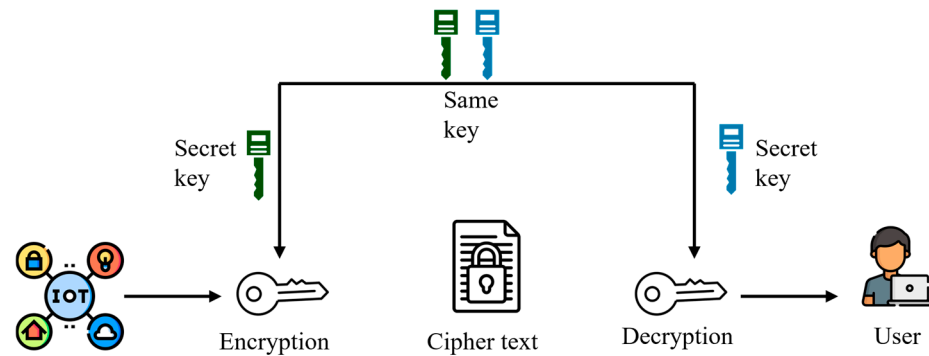 Same
key
Secret
key
Secret
key
IOT
Encryption
Cipher text
Decryption
User